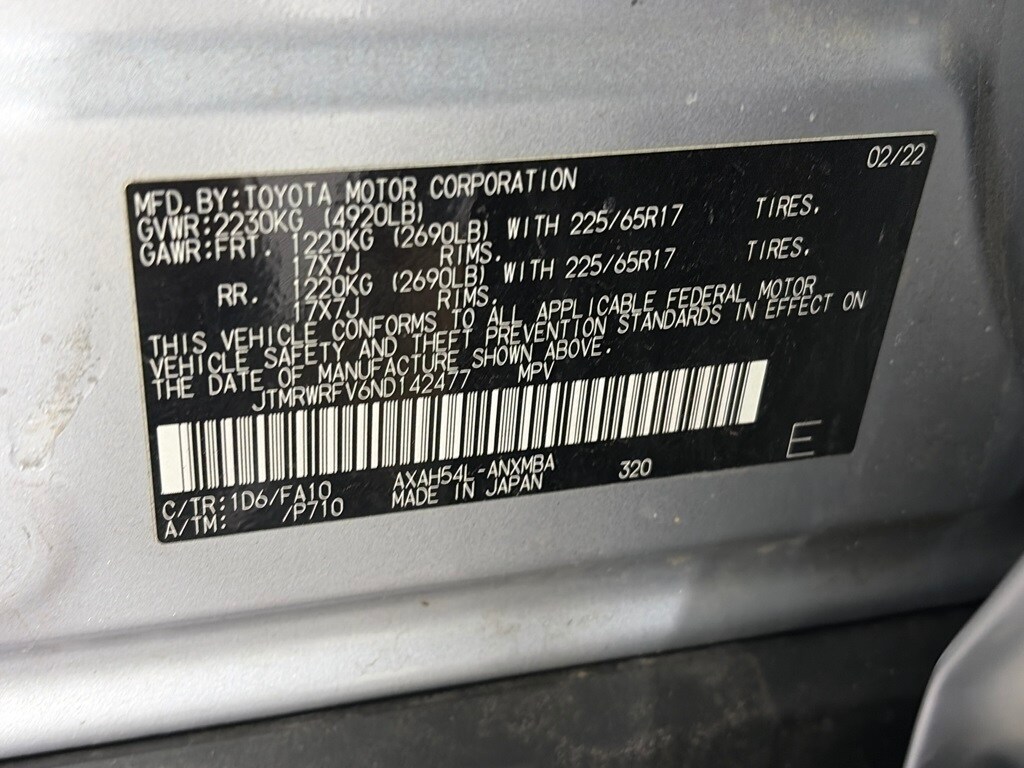 02/22
MFD. BY: TOYOTA MOTOR CORPORATION
GVWR: 2230KG (4920LB)
GAWR: FRT. 1220KG (2690LB) WITH 225/65R17 TIRES,
17X7J RIMS.
RR. 1220KG (2690LB) WITH 225/65R17 TIRES,
17X7J RIMS.
THIS VEHICLE CONFORMS TO ALL APPLICABLE FEDERAL MOTOR
VEHICLE SAFETY AND THEFT PREVENTION STANDARDS IN EFFECT ON
THE DATE OF MANUFACTURE SHOWN ABOVE.
JTMRWRFV6ND142477 MPV
C/TR: 1D6/FA10 AXAH54L-ANXMBA 320 E
A/TM: /P710 MADE IN JAPAN